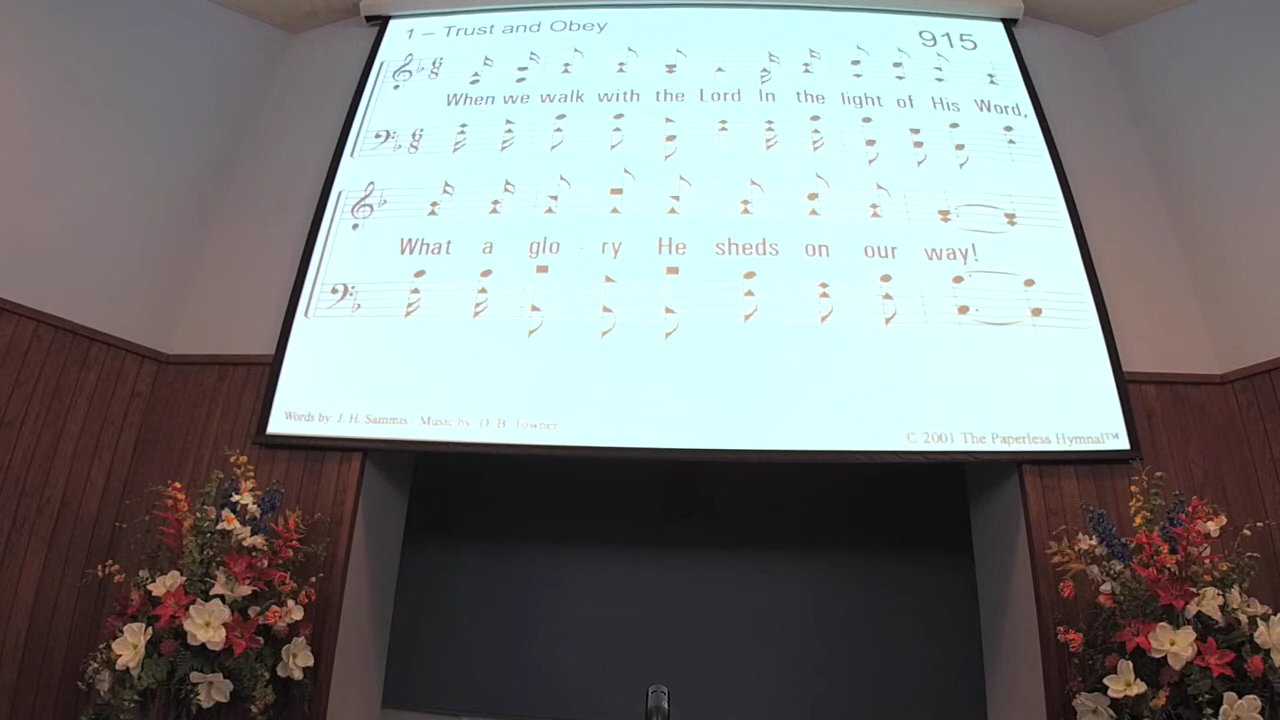 1 – Trust and Obey
915
When we walk with the Lord In the light of His Word,
What a glo - ry He sheds on our way!
Words by: J. H. Sammis / Music by: D. B. Towner
© 2001 The Paperless Hymnal™